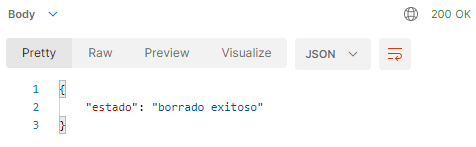 Body 200 OK
Pretty Raw Preview Visualize JSON
1 {
2 "estado": "borrado exitoso"
3 }